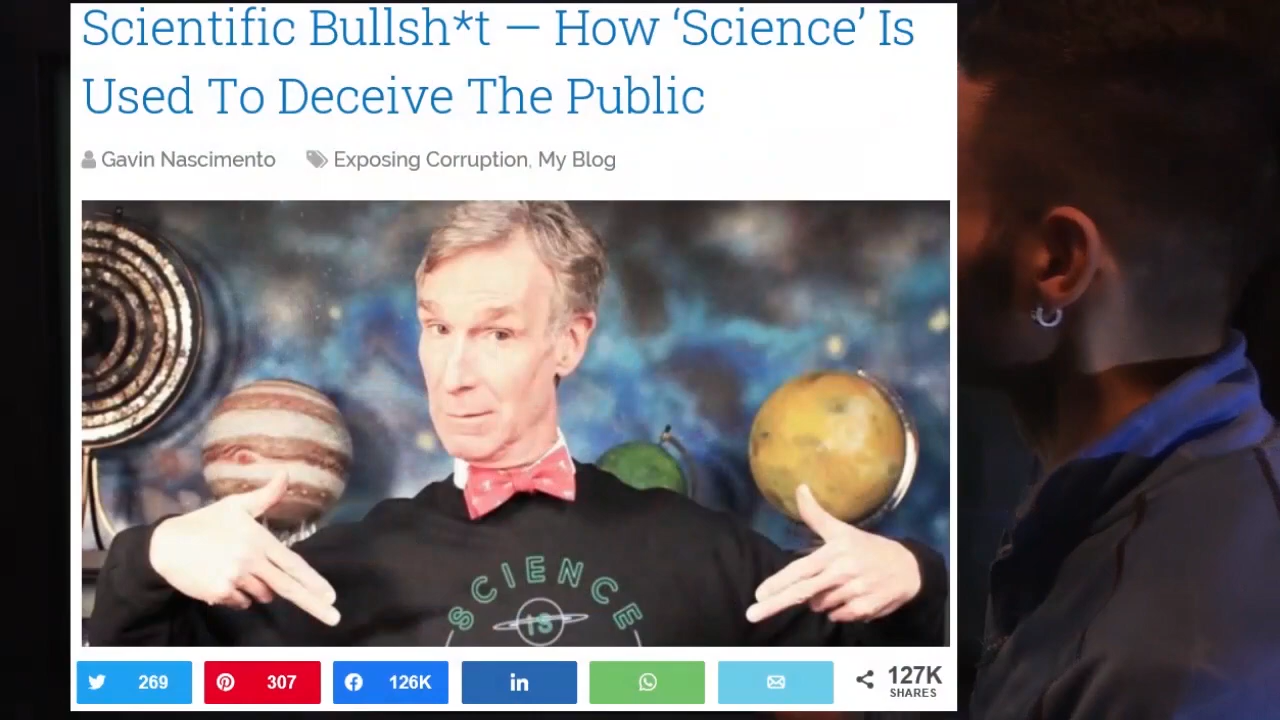 Scientific Bullsh*t — How ‘Science’ Is
Used To Deceive The Public
Gavin Nascimento Exposing Corruption, My Blog
SCIENCE
IS
269 307 126K 127K
SHARES